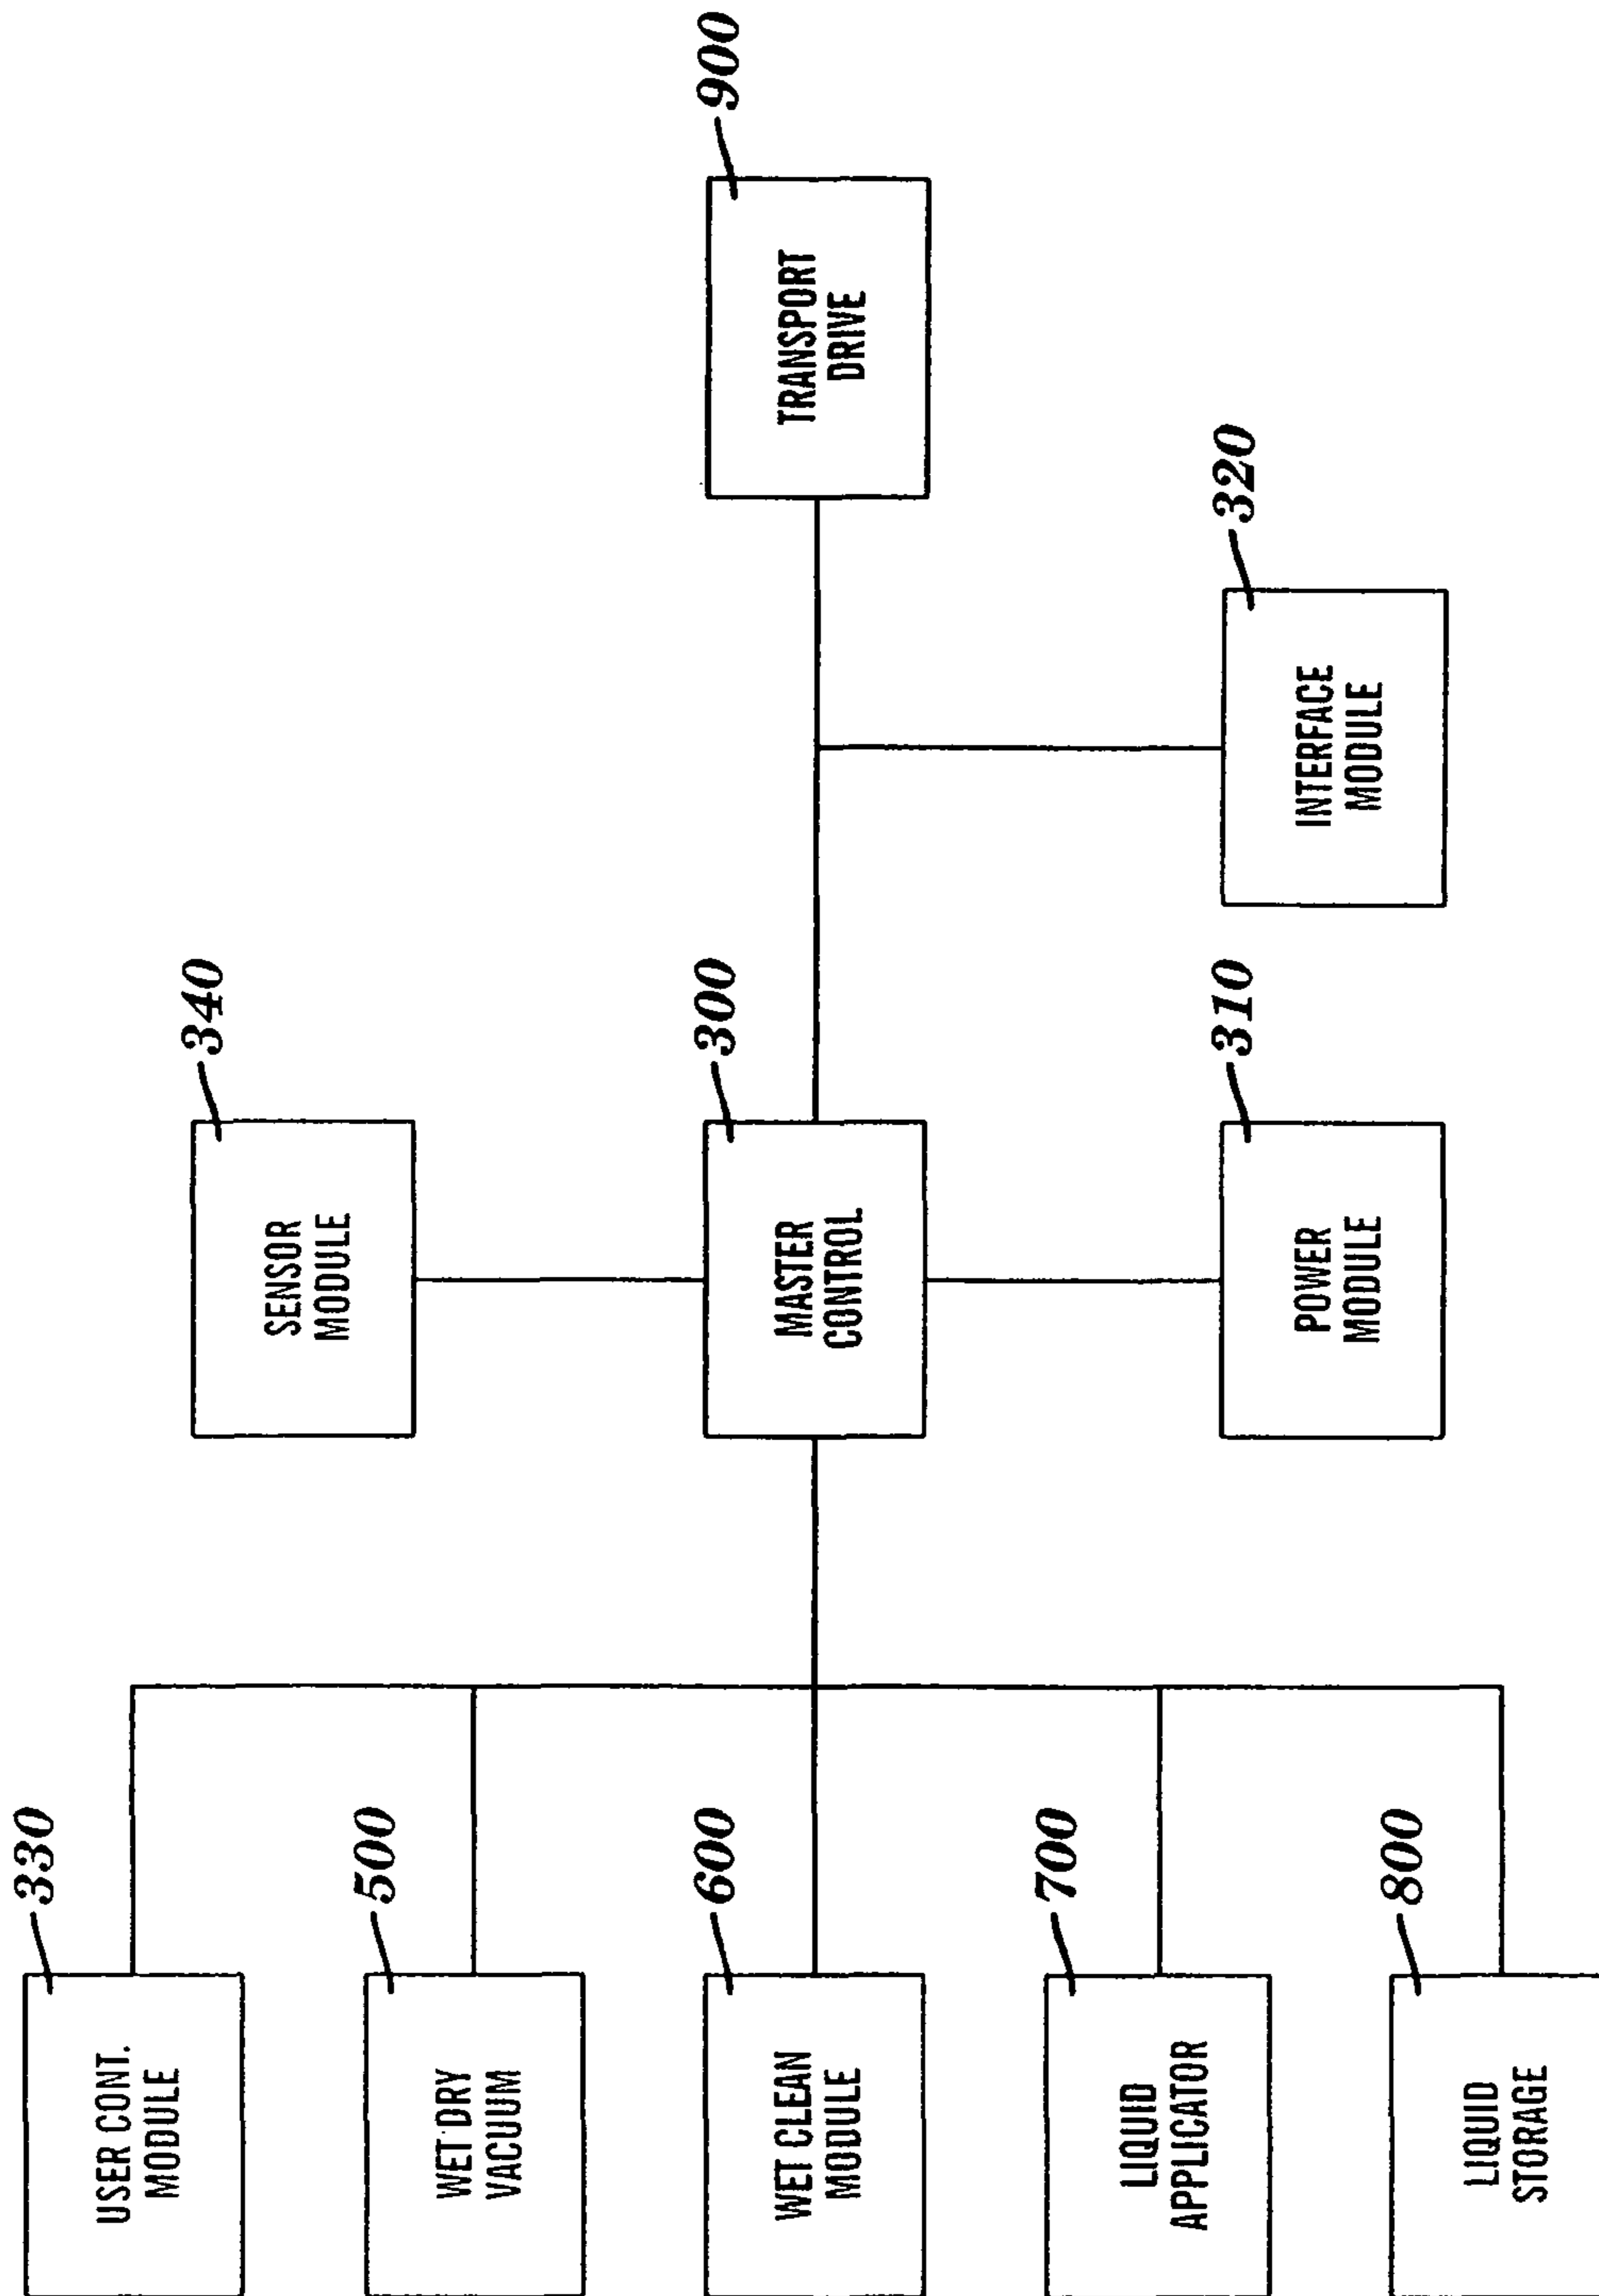 330
USER CONT.
MODULE
500
WET DRY
VACUUM
600
WET CLEAN
MODULE
700
LIQUID
APPLICATOR
800
LIQUID
STORAGE
340
SENSOR
MODULE
300
MASTER
CONTROL
310
POWER
MODULE
320
INTERFACE
MODULE
900
TRANSPORT
DRIVE